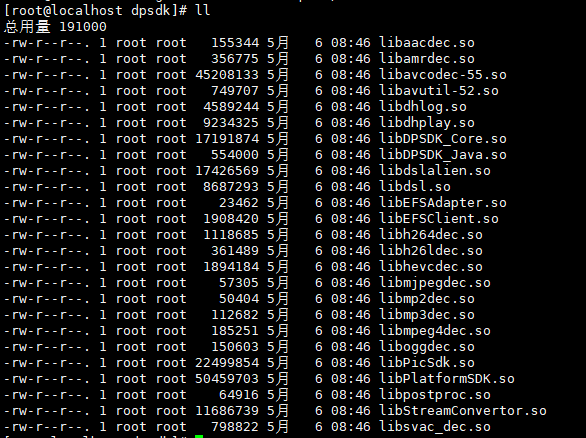 [root@localhost dpsdk]# ll
总用量 191000
-rw-r--r--. 1 root root   155344 5月   6 08:46 libaacdec.so
-rw-r--r--. 1 root root   356775 5月   6 08:46 libamrdec.so
-rw-r--r--. 1 root root 45208133 5月   6 08:46 libavcodec-55.so
-rw-r--r--. 1 root root   749707 5月   6 08:46 libavutil-52.so
-rw-r--r--. 1 root root  4589244 5月   6 08:46 libdhlog.so
-rw-r--r--. 1 root root  9234325 5月   6 08:46 libdhplay.so
-rw-r--r--. 1 root root 17191874 5月   6 08:46 libDPSDK_Core.so
-rw-r--r--. 1 root root   554000 5月   6 08:46 libDPSDK_Java.so
-rw-r--r--. 1 root root 17426569 5月   6 08:46 libdslalien.so
-rw-r--r--. 1 root root  8687293 5月   6 08:46 libdsl.so
-rw-r--r--. 1 root root    23462 5月   6 08:46 libEFSAdapter.so
-rw-r--r--. 1 root root  1908420 5月   6 08:46 libEFSClient.so
-rw-r--r--. 1 root root  1118685 5月   6 08:46 libh264dec.so
-rw-r--r--. 1 root root   361489 5月   6 08:46 libh26ldec.so
-rw-r--r--. 1 root root  1894184 5月   6 08:46 libhevcdec.so
-rw-r--r--. 1 root root    57305 5月   6 08:46 libmjpegdec.so
-rw-r--r--. 1 root root    50404 5月   6 08:46 libmp2dec.so
-rw-r--r--. 1 root root   112682 5月   6 08:46 libmp3dec.so
-rw-r--r--. 1 root root   185251 5月   6 08:46 libmpeg4dec.so
-rw-r--r--. 1 root root   150603 5月   6 08:46 liboggdec.so
-rw-r--r--. 1 root root 22499854 5月   6 08:46 libPicSdk.so
-rw-r--r--. 1 root root 50459703 5月   6 08:46 libPlatformSDK.so
-rw-r--r--. 1 root root    64916 5月   6 08:46 libpostproc.so
-rw-r--r--. 1 root root 11686739 5月   6 08:46 libStreamConvertor.so
-rw-r--r--. 1 root root   798822 5月   6 08:46 libsvac_dec.so
[root@localhost dpsdk]#